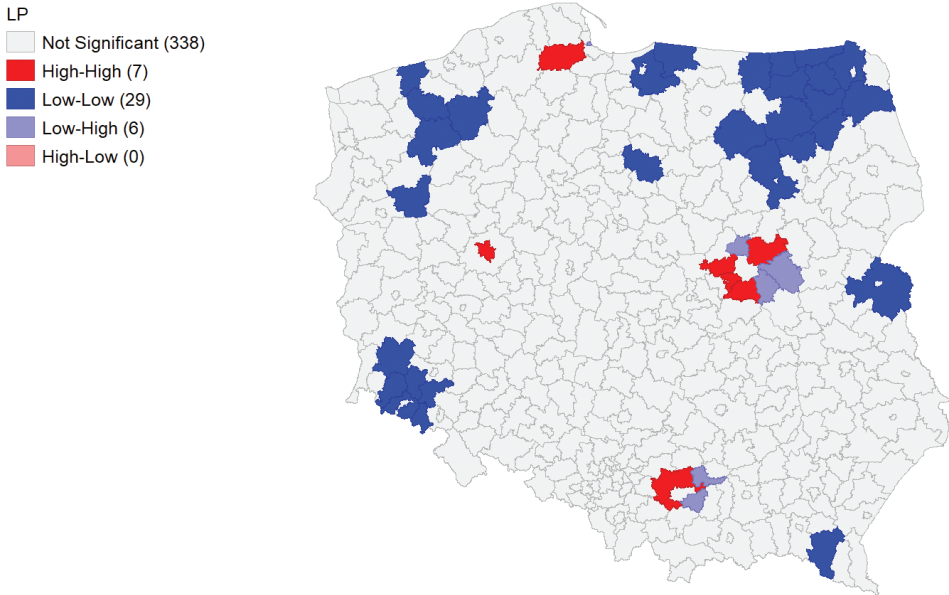 LP
Not Significant (338)
High-High (7)
Low-Low (29)
Low-High (6)
High-Low (0)